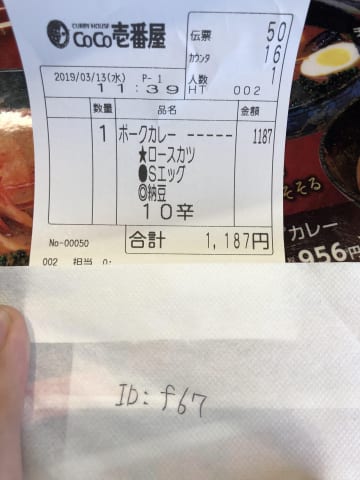 CURRY HOUSE
CoCo壱番屋
伝票 50
カウンタ 16
人数 1
2019/03/13(水) P- 1
11:39 HT 002
数量 品名 金額
1 ポークカレー ----- 1187
★ロースカツ
●Sエッグ
◎納豆
10辛
合計 1,187円
No-00050
002 担当 0:
そそる
カレー
956円
ID: f67